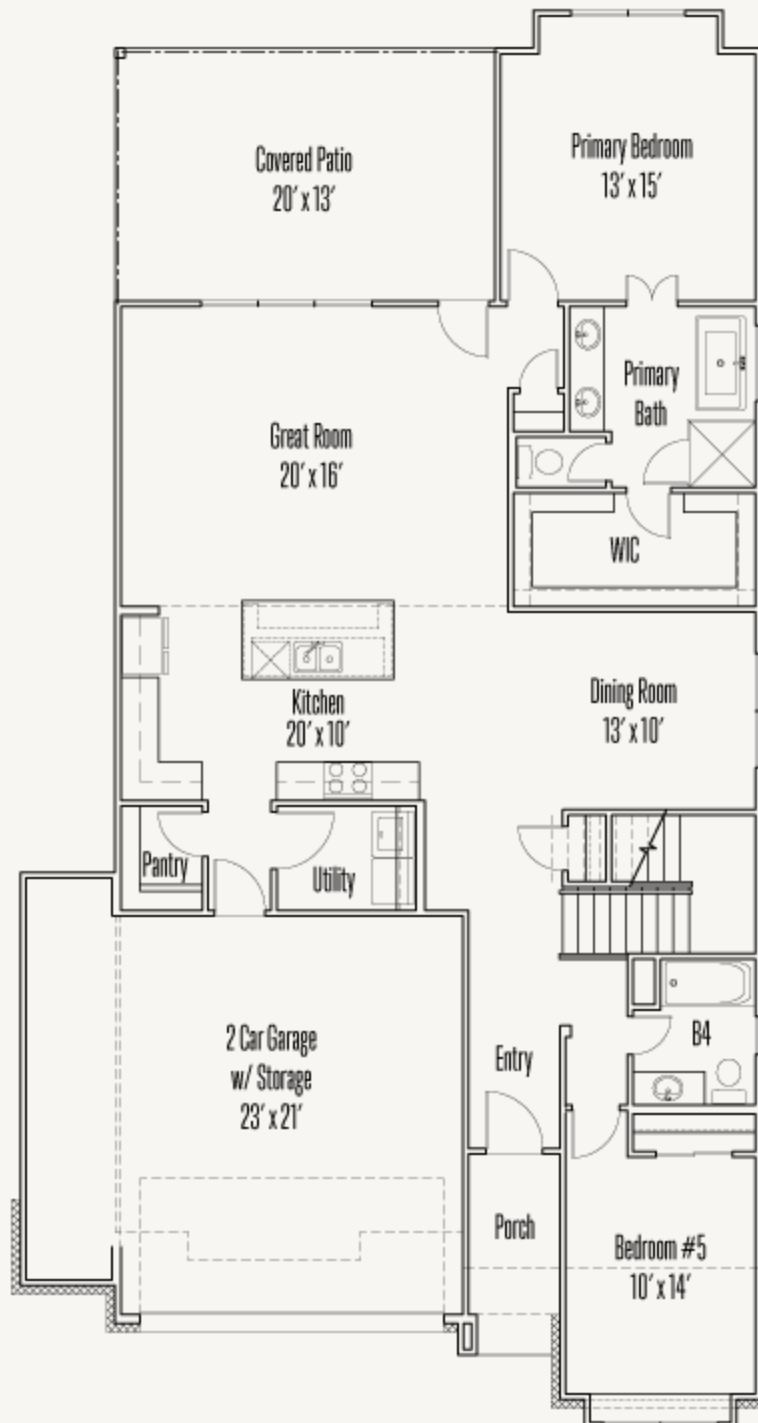 Covered Patio
20' x 13'
Primary Bedroom
13' x 15'
Primary
Bath
Great Room
20' x 16'
WIC
Kitchen
20' x 10'
Dining Room
13' x 10'
Pantry
Utility
2 Car Garage
w/ Storage
23' x 21'
Entry
B4
Porch
Bedroom #5
10' x 14'